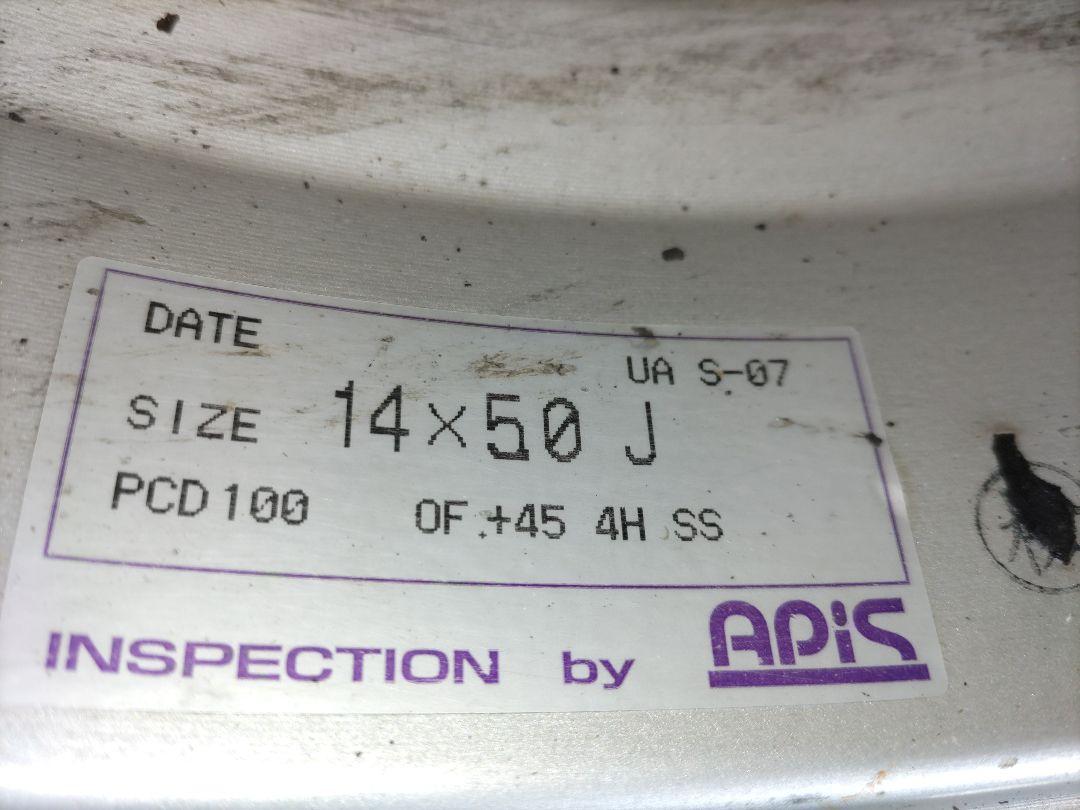 DATE
UA S-07
SIZE 14×50 J
PCD100 OF.+45 4H SS
INSPECTION by APiS